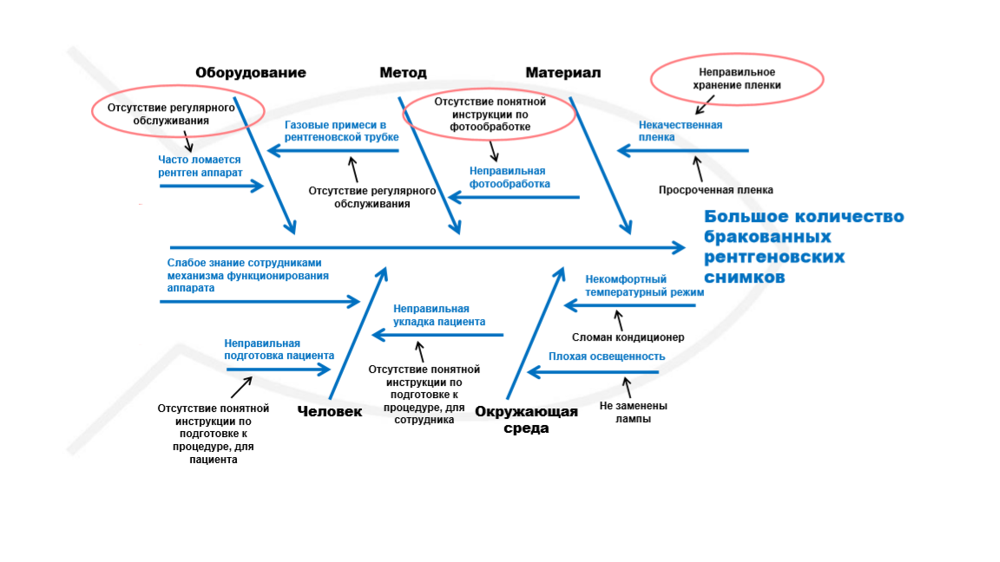 Оборудование
Метод
Материал
Неправильное
хранение пленки
Отсутствие регулярного
обслуживания
Отсутствие понятной
инструкции по
фотообработке
Газовые примеси в
рентгеновской трубке
Некачественная
пленка
Часто ломается
рентген аппарат
Неправильная
фотообработка
Отсутствие регулярного
обслуживания
Просроченная пленка
Большое количество
бракованных
рентгеновских
снимков
Слабое знание сотрудниками
механизма функционирования
аппарата
Некомфортный
температурный режим
Неправильная
укладка пациента
Сломан кондиционер
Неправильная
подготовка пациента
Плохая освещенность
Отсутствие понятной
инструкции по
подготовке к
процедуре, для
сотрудника
Отсутствие понятной
инструкции по
подготовке к
процедуре, для
пациента
Человек
Окружающая
среда
Не заменены
лампы